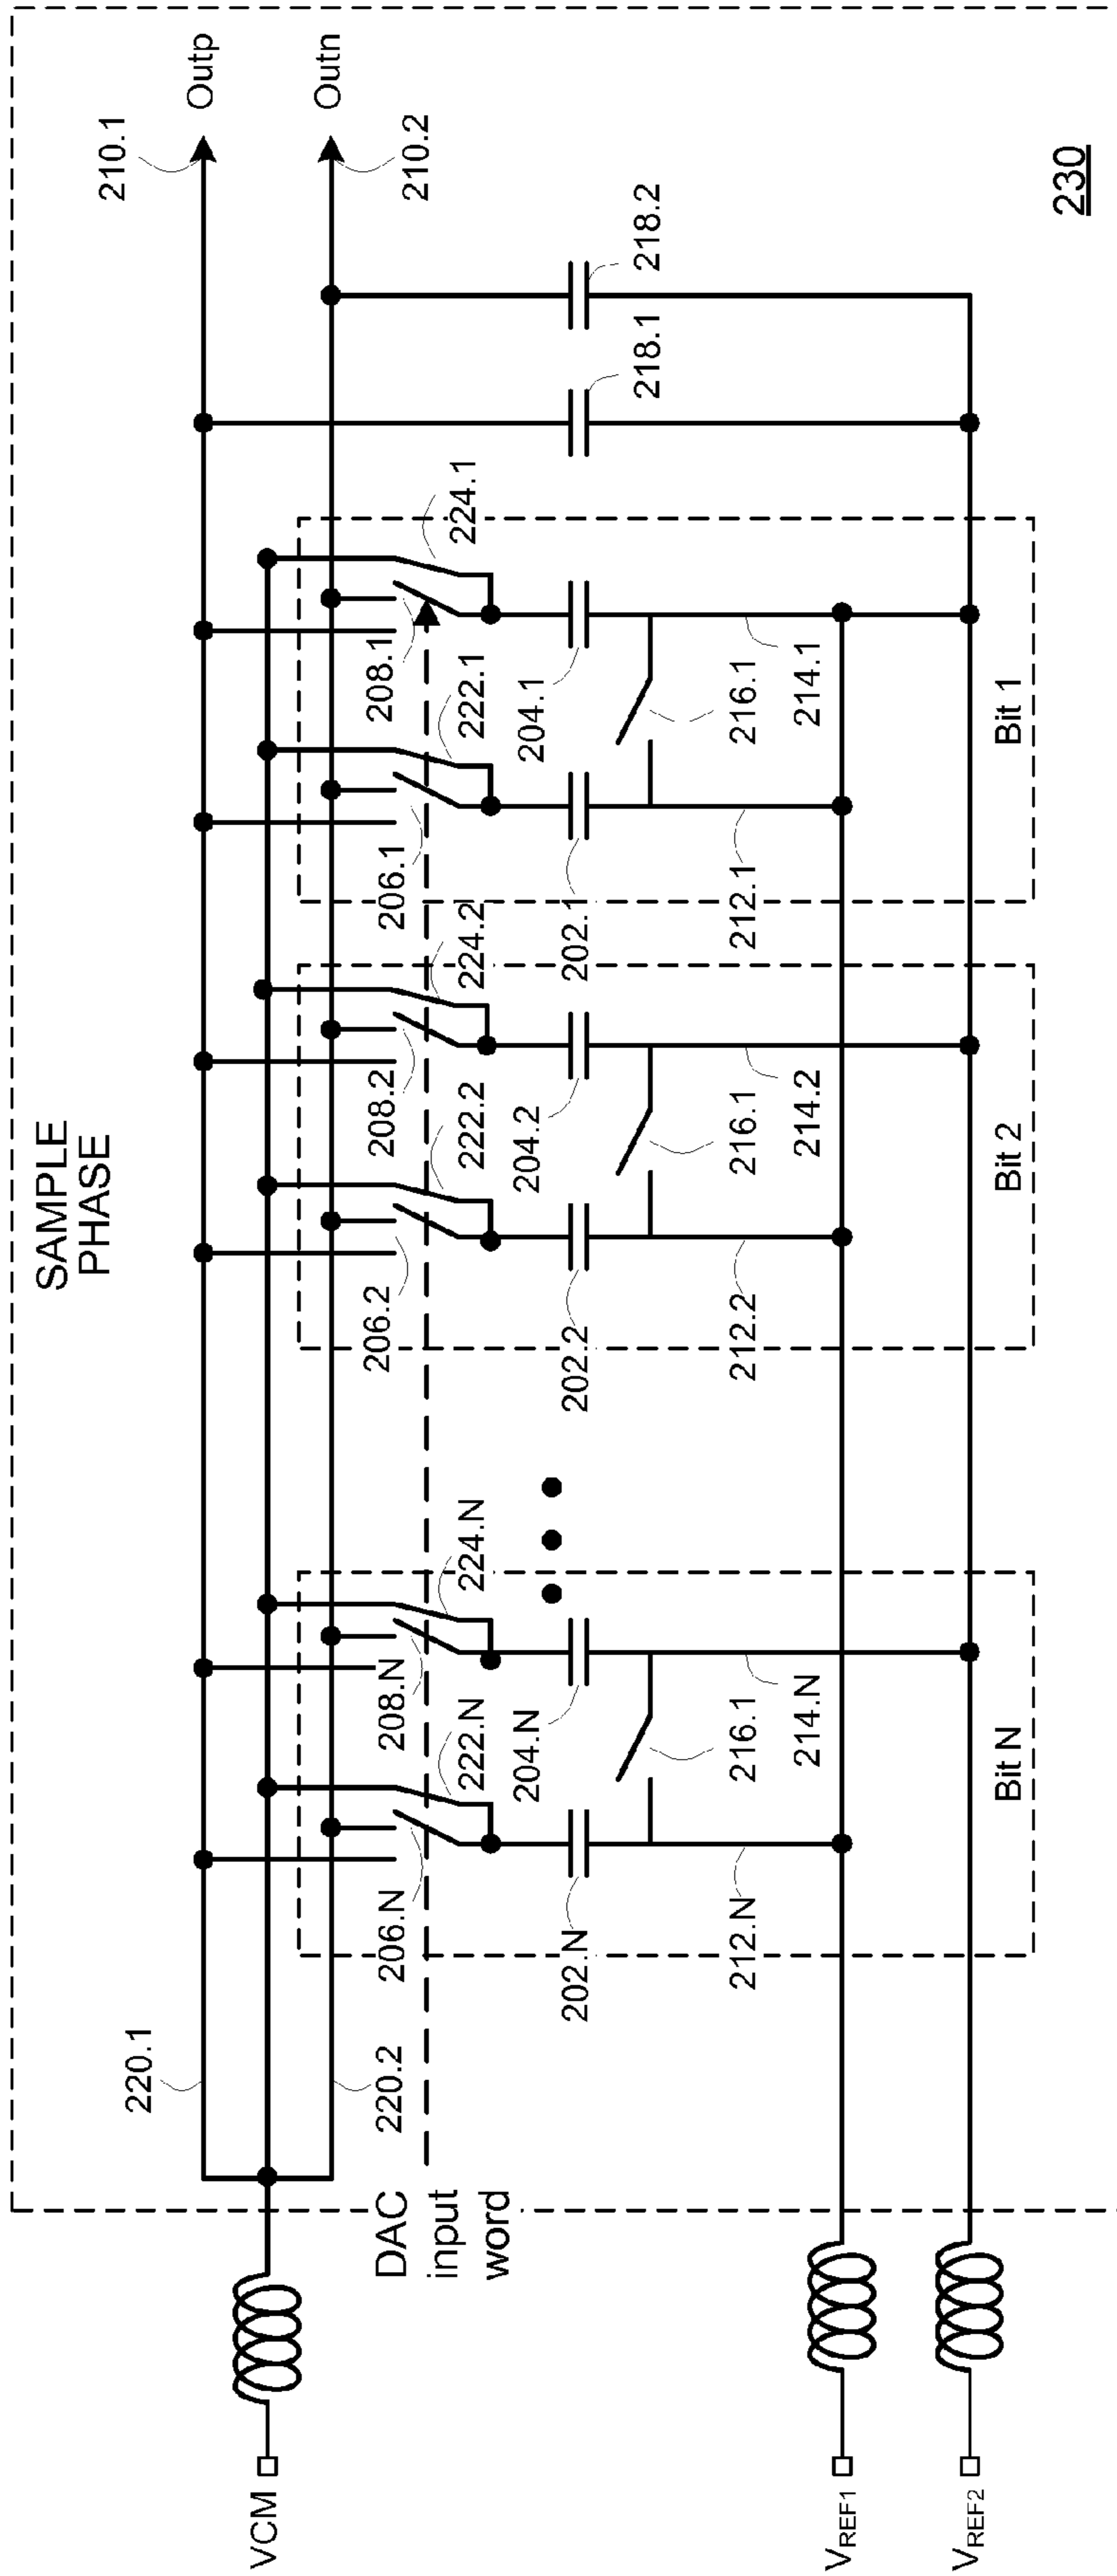 SAMPLE
PHASE
220.1
210.1
Outp
Outn
210.2
220.2
VCM
DAC
input
word
206.N
208.N
222.N
224.N
206.2
208.2
222.2
224.2
206.1
208.1
222.1
224.1
202.N
204.N
202.2
204.2
202.1
204.1
218.1
218.2
212.N
216.1
214.N
212.2
216.1
214.2
212.1
216.1
214.1
Bit N
Bit 2
Bit 1
VREF1
VREF2
230